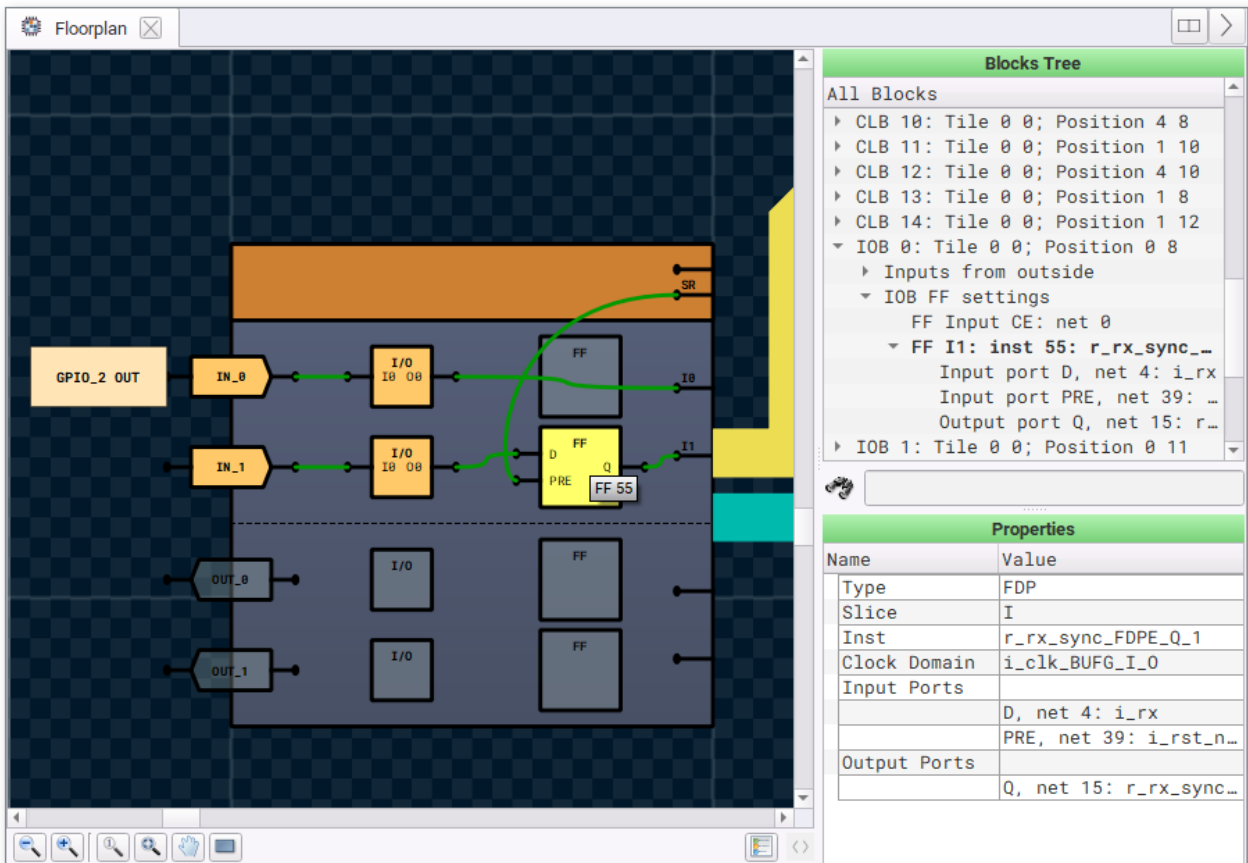 Floorplan
Blocks Tree
All Blocks
CLB 10: Tile 0 0; Position 4 8
CLB 11: Tile 0 0; Position 1 10
CLB 12: Tile 0 0; Position 4 10
CLB 13: Tile 0 0; Position 1 8
CLB 14: Tile 0 0; Position 1 12
IOB 0: Tile 0 0; Position 0 8
Inputs from outside
IOB FF settings
FF Input CE: net 0
FF I1: inst 55: r_rx_sync_…
Input port D, net 4: i_rx
Input port PRE, net 39: …
Output port Q, net 15: r…
IOB 1: Tile 0 0; Position 0 11
SR
GPIO_2 OUT
IN_0
I/O
I0 O0
FF
I0
IN_1
I/O
I0 O0
FF
D
Q
PRE
FF 55
I1
OUT_0
I/O
FF
OUT_1
I/O
FF
Properties
Name Value
Type FDP
Slice I
Inst r_rx_sync_FDPE_Q_1
Clock Domain i_clk_BUFG_I_O
Input Ports
D, net 4: i_rx
PRE, net 39: i_rst_n…
Output Ports
Q, net 15: r_rx_sync…